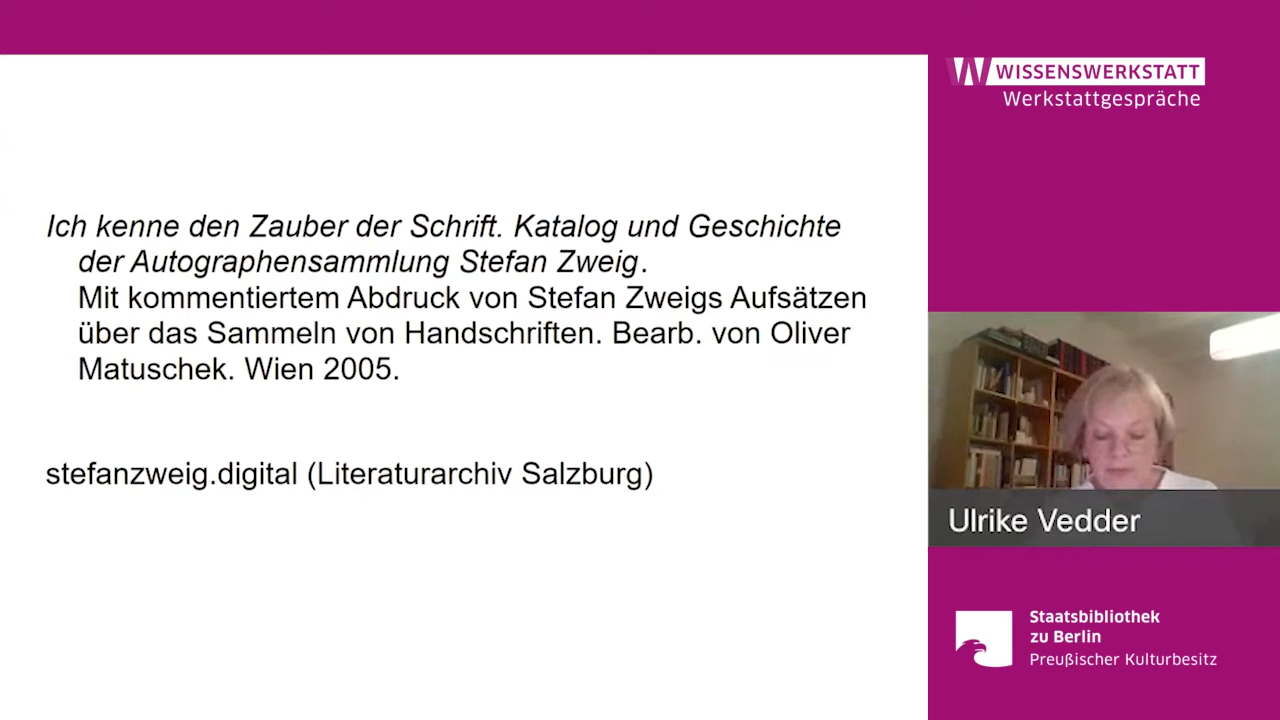 WISSENSWERKSTATT
Werkstattgespräche
Ich kenne den Zauber der Schrift. Katalog und Geschichte
der Autographensammlung Stefan Zweig.
Mit kommentiertem Abdruck von Stefan Zweigs Aufsätzen
über das Sammeln von Handschriften. Bearb. von Oliver
Matuschek. Wien 2005.
stefanzweig.digital (Literaturarchiv Salzburg)
Ulrike Vedder
Staatsbibliothek
zu Berlin
Preußischer Kulturbesitz